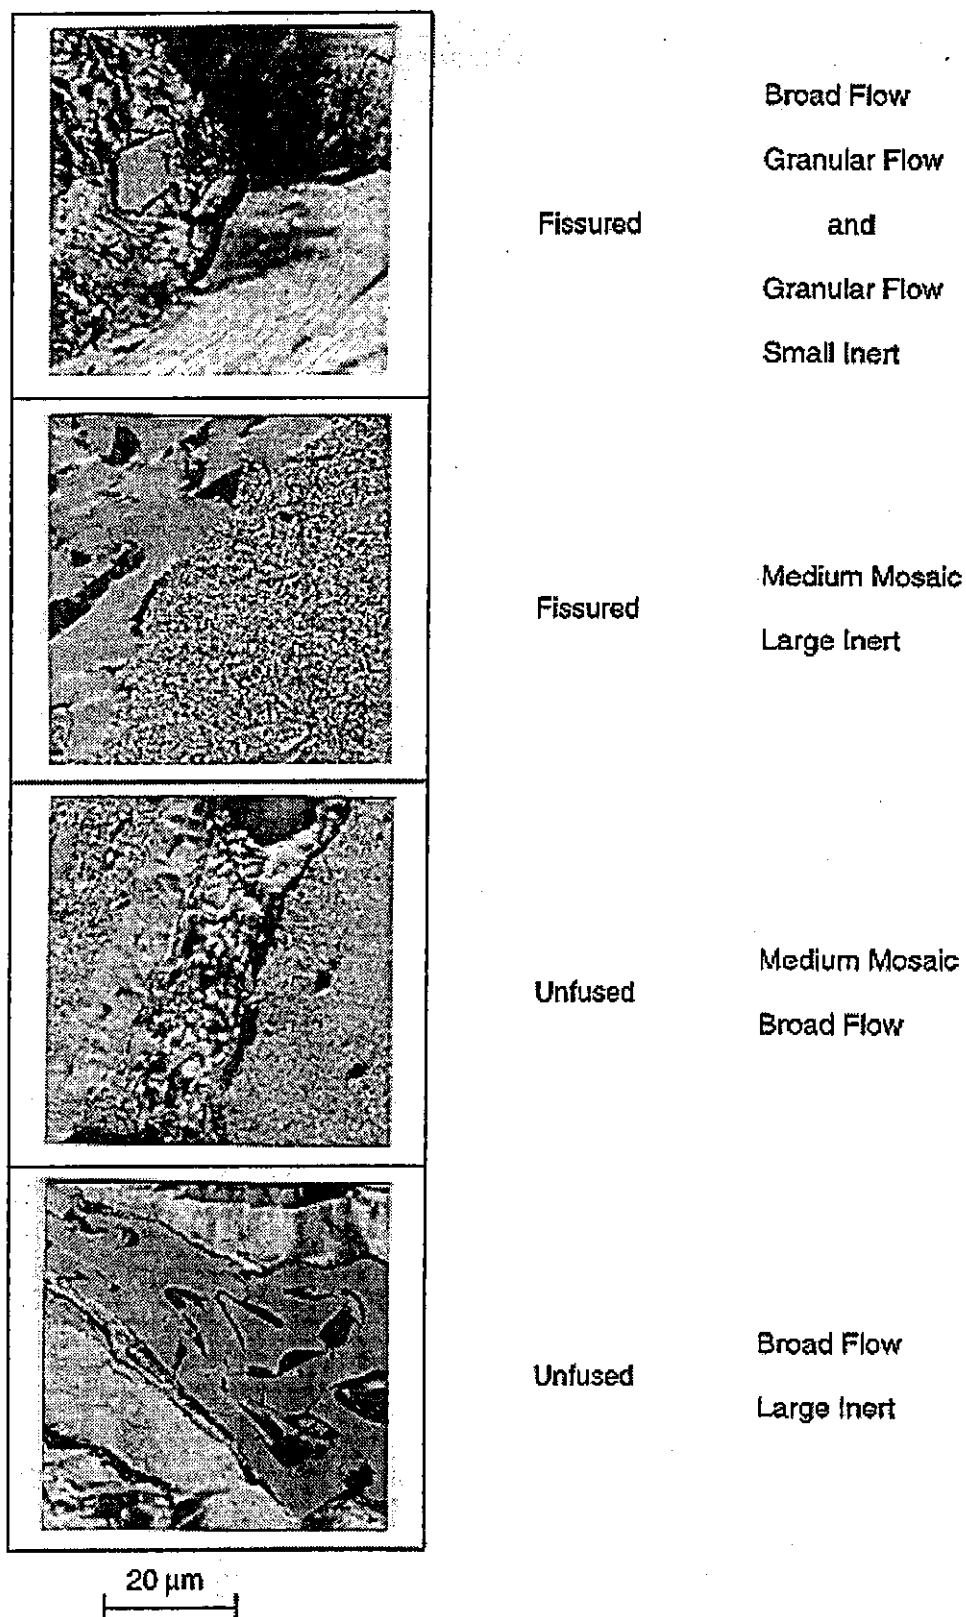 Broad Flow
Granular Flow
Fissured and
Granular Flow
Small Inert
Medium Mosaic
Fissured
Large Inert
Medium Mosaic
Unfused
Broad Flow
Broad Flow
Unfused
Large Inert
20 μm